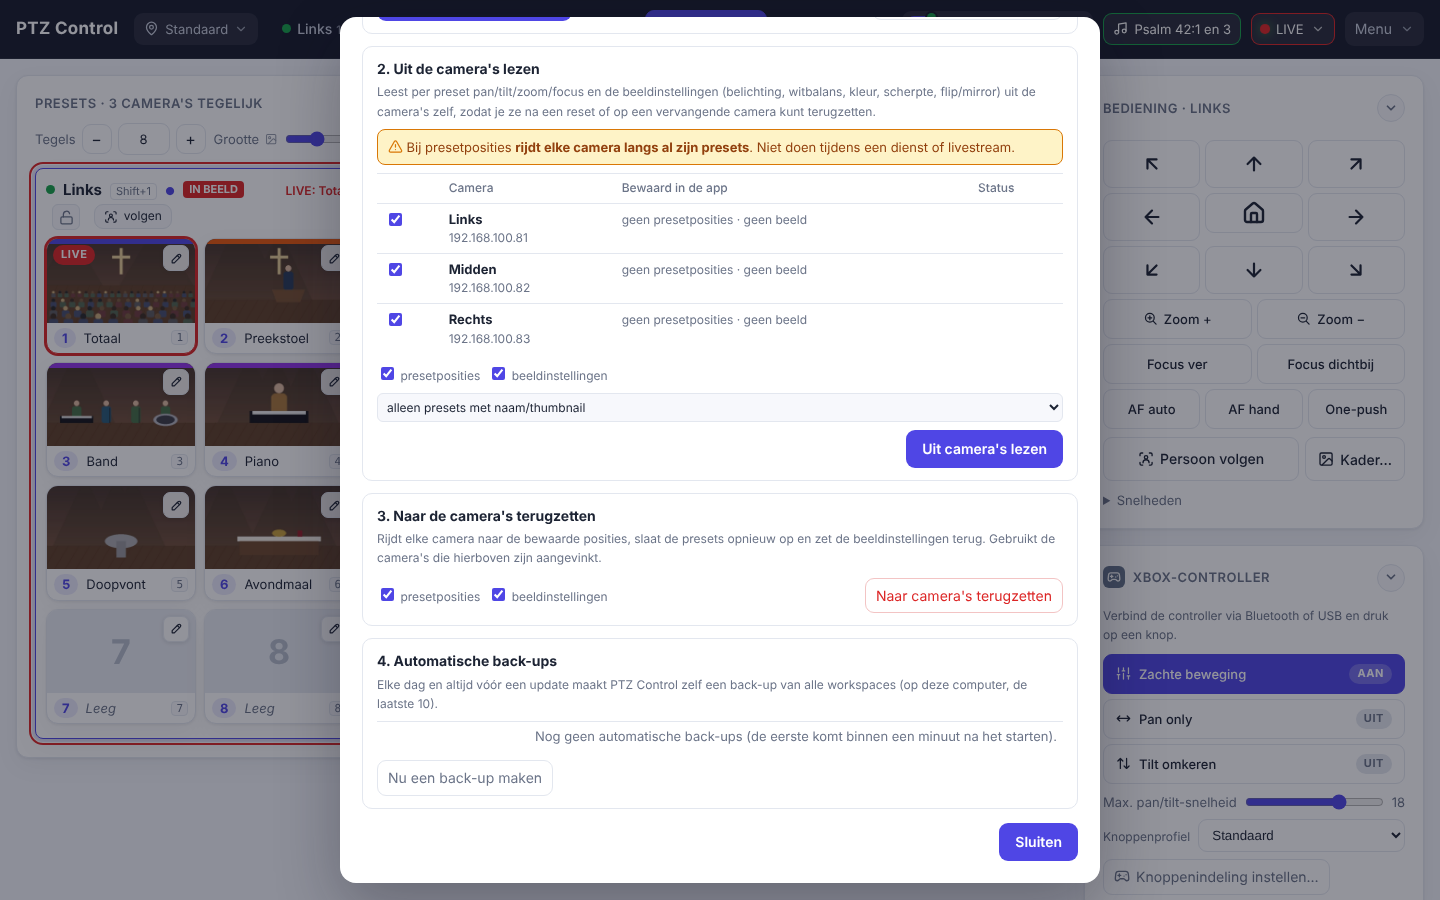 PTZ Control
Standaard
Links
Psalm 42:1 en 3
LIVE
Menu
PRESETS · 3 CAMERA'S TEGELIJK
Tegels − 8 + Grootte
Links Shift+1 IN BEELD LIVE:
volgen
LIVE
1 Totaal 1
2 Preekstoel 2
3 Band 3
4 Piano 4
5 Doopvont 5
6 Avondmaal 6
7
8
7 Leeg 7
8 Leeg 8
2. Uit de camera's lezen
Leest per preset pan/tilt/zoom/focus en de beeldinstellingen (belichting, witbalans, kleur, scherpte, flip/mirror) uit de
camera's zelf, zodat je ze na een reset of op een vervangende camera kunt terugzetten.
Bij presetposities rijdt elke camera langs al zijn presets. Niet doen tijdens een dienst of livestream.
Camera Bewaard in de app Status
Links geen presetposities · geen beeld
192.168.100.81
Midden geen presetposities · geen beeld
192.168.100.82
Rechts geen presetposities · geen beeld
192.168.100.83
presetposities beeldinstellingen
alleen presets met naam/thumbnail
Uit camera's lezen
3. Naar de camera's terugzetten
Rijdt elke camera naar de bewaarde posities, slaat de presets opnieuw op en zet de beeldinstellingen terug. Gebruikt de
camera's die hierboven zijn aangevinkt.
presetposities beeldinstellingen
Naar camera's terugzetten
4. Automatische back-ups
Elke dag en altijd vóór een update maakt PTZ Control zelf een back-up van alle workspaces (op deze computer, de
laatste 10).
Nog geen automatische back-ups (de eerste komt binnen een minuut na het starten).
Nu een back-up maken
Sluiten
BEDIENING · LINKS
Zoom + Zoom −
Focus ver Focus dichtbij
AF auto AF hand One-push
Persoon volgen Kader...
Snelheden
XBOX-CONTROLLER
Verbind de controller via Bluetooth of USB en druk
op een knop.
Zachte beweging AAN
Pan only UIT
Tilt omkeren UIT
Max. pan/tilt-snelheid 18
Knoppenprofiel Standaard
Knoppenindeling instellen...